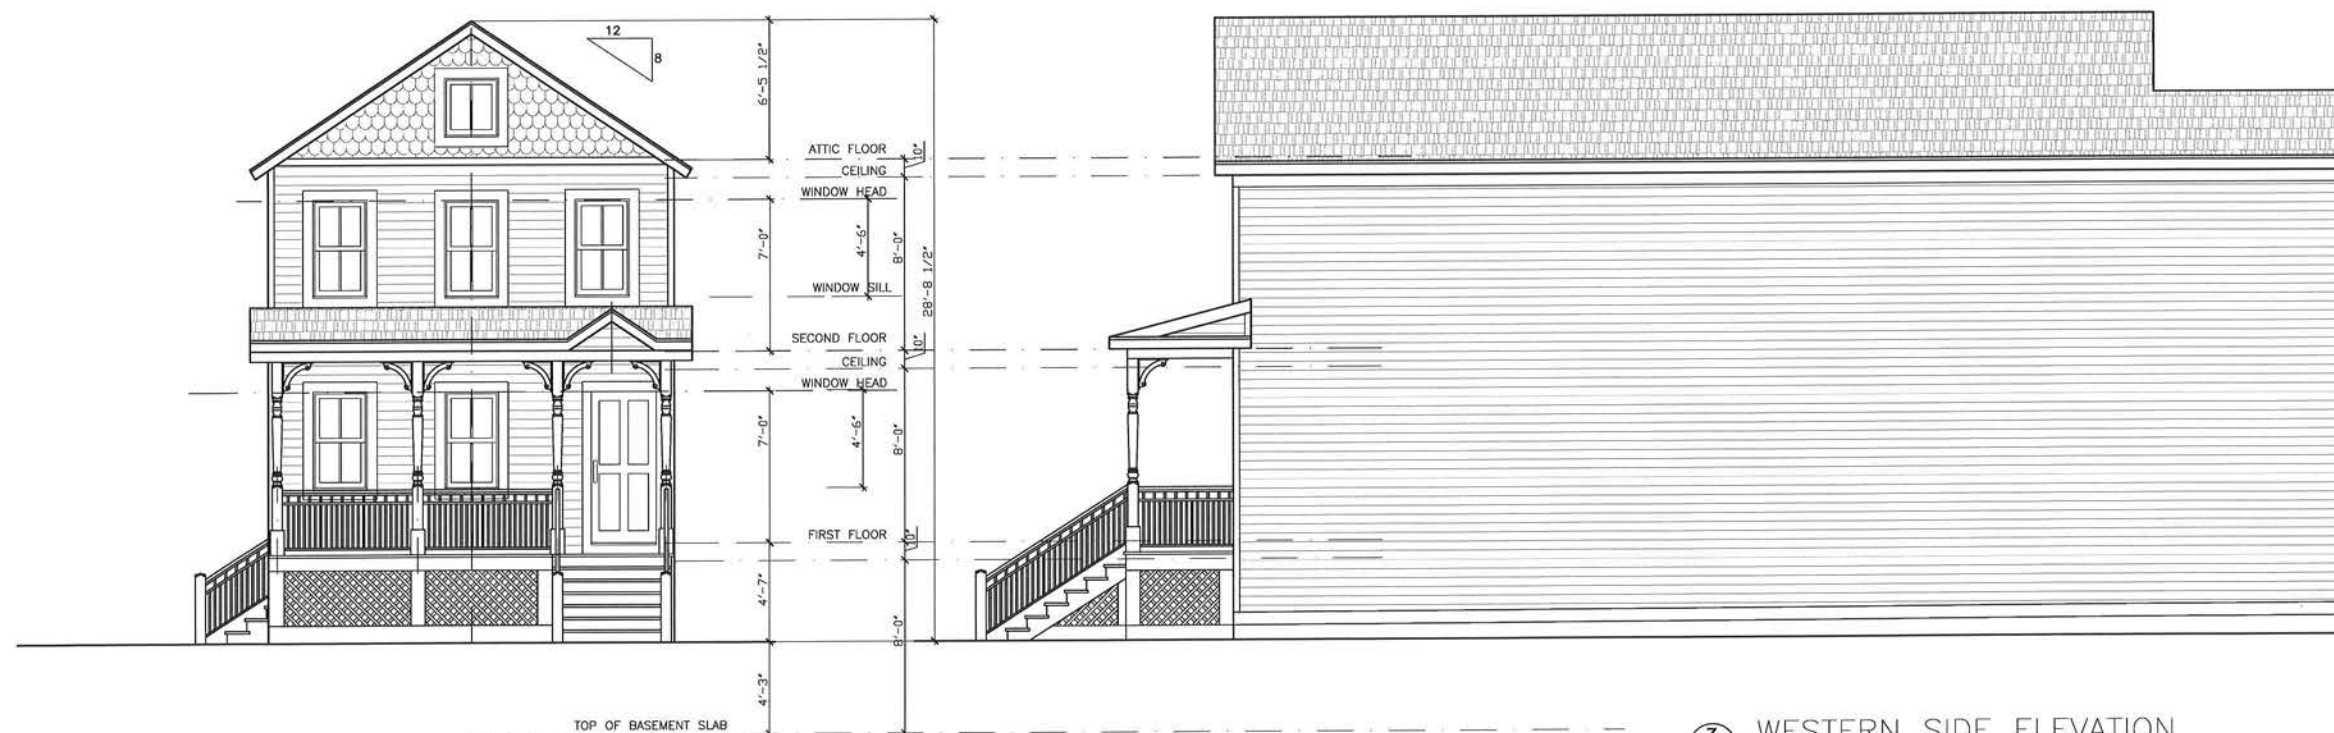 12
8
6'-5 1/2"
ATTIC FLOOR
10"
CEILING
WINDOW HEAD
7'-0"
4'-6"
8'-0"
28'-8 1/2"
WINDOW SILL
SECOND FLOOR
10"
CEILING
WINDOW HEAD
7'-0"
4'-6"
8'-0"
FIRST FLOOR
10"
4'-7"
8'-0"
4'-3"
TOP OF BASEMENT SLAB
3 WESTERN SIDE ELEVATION